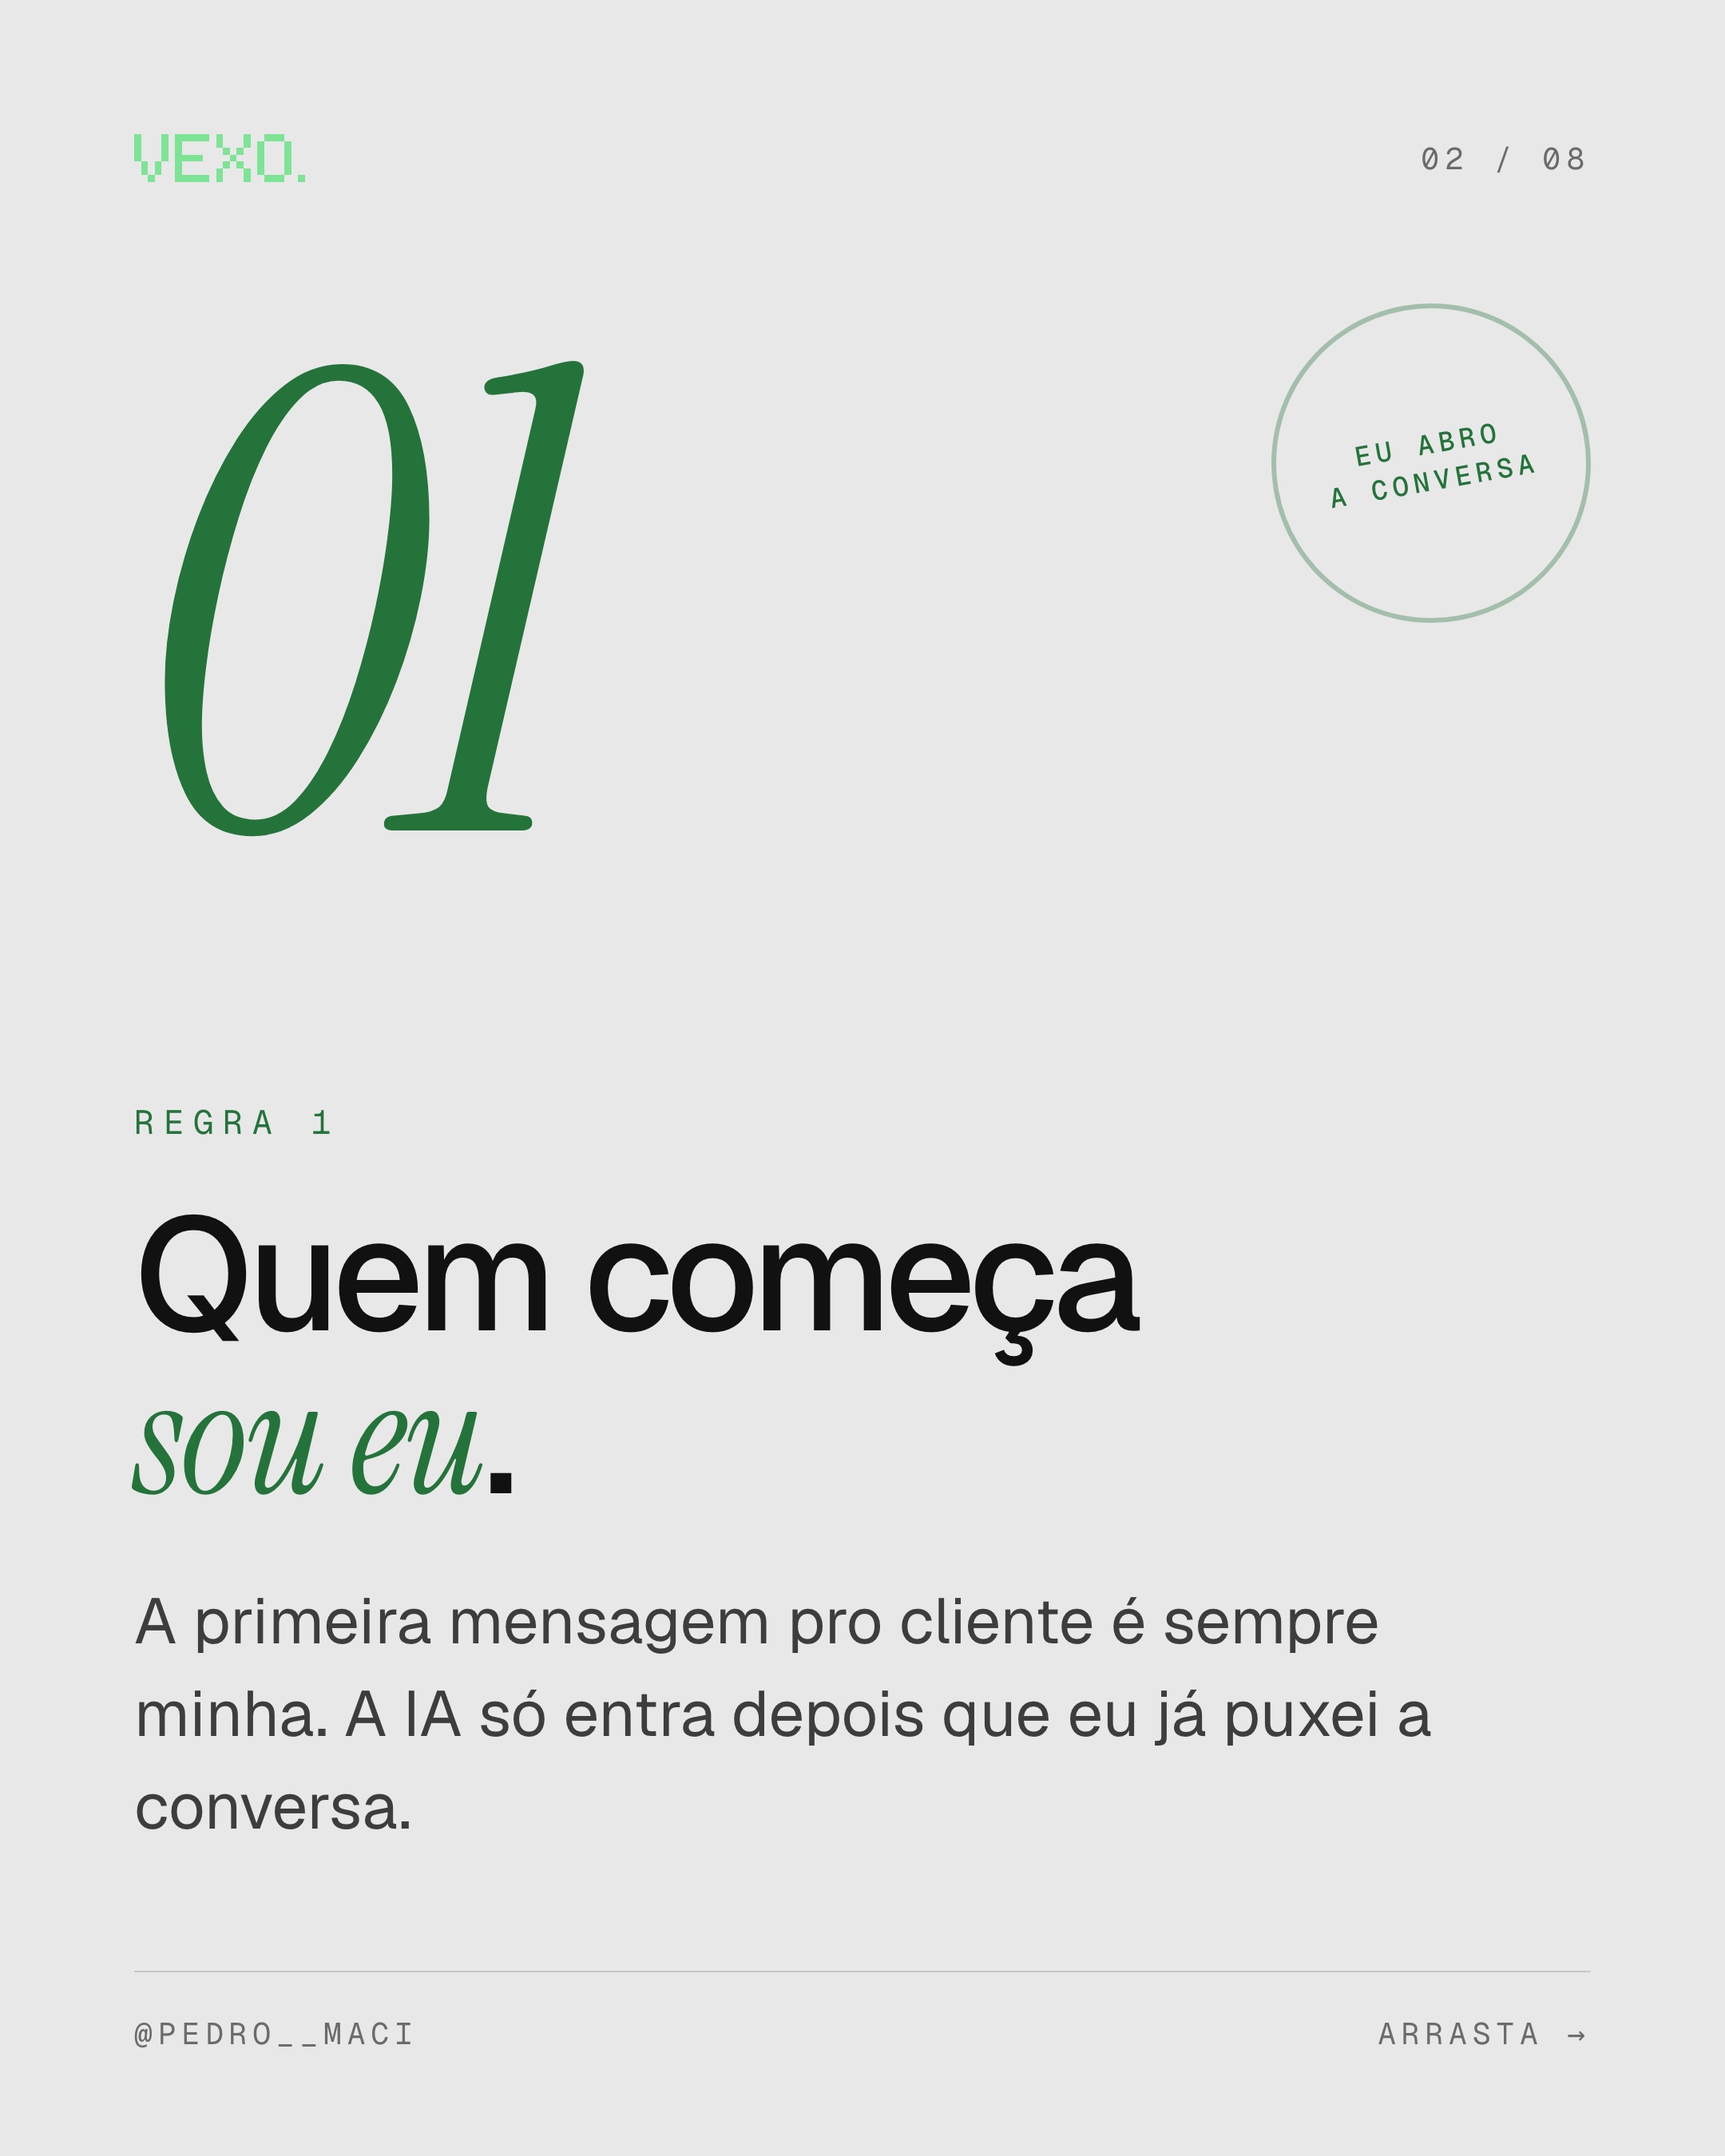 VEXO.
02 / 08
01
EU ABRO
A CONVERSA
REGRA 1
Quem começa
sou eu.
A primeira mensagem pro cliente é sempre
minha. A IA só entra depois que eu já puxei a
conversa.
@PEDRO__MACI
ARRASTA →